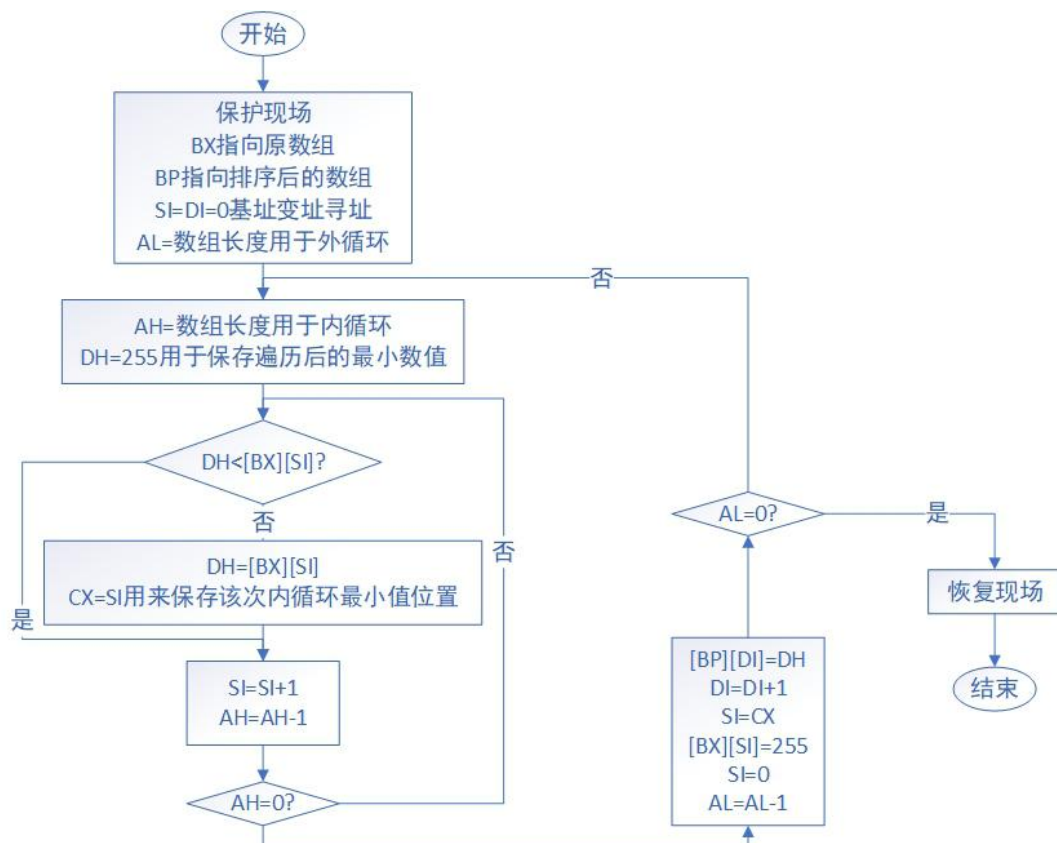 开始
保护现场
BX指向原数组
BP指向排序后的数组
SI=DI=0基址变址寻址
AL=数组长度用于外循环
否
AH=数组长度用于内循环
DH=255用于保存遍历后的最小数值
DH<[BX][SI]?
否
是
DH=[BX][SI]
CX=SI用来保存该次内循环最小值位置
SI=SI+1
AH=AH-1
AH=0?
否
[BP][DI]=DH
DI=DI+1
SI=CX
[BX][SI]=255
SI=0
AL=AL-1
AL=0?
是
恢复现场
结束